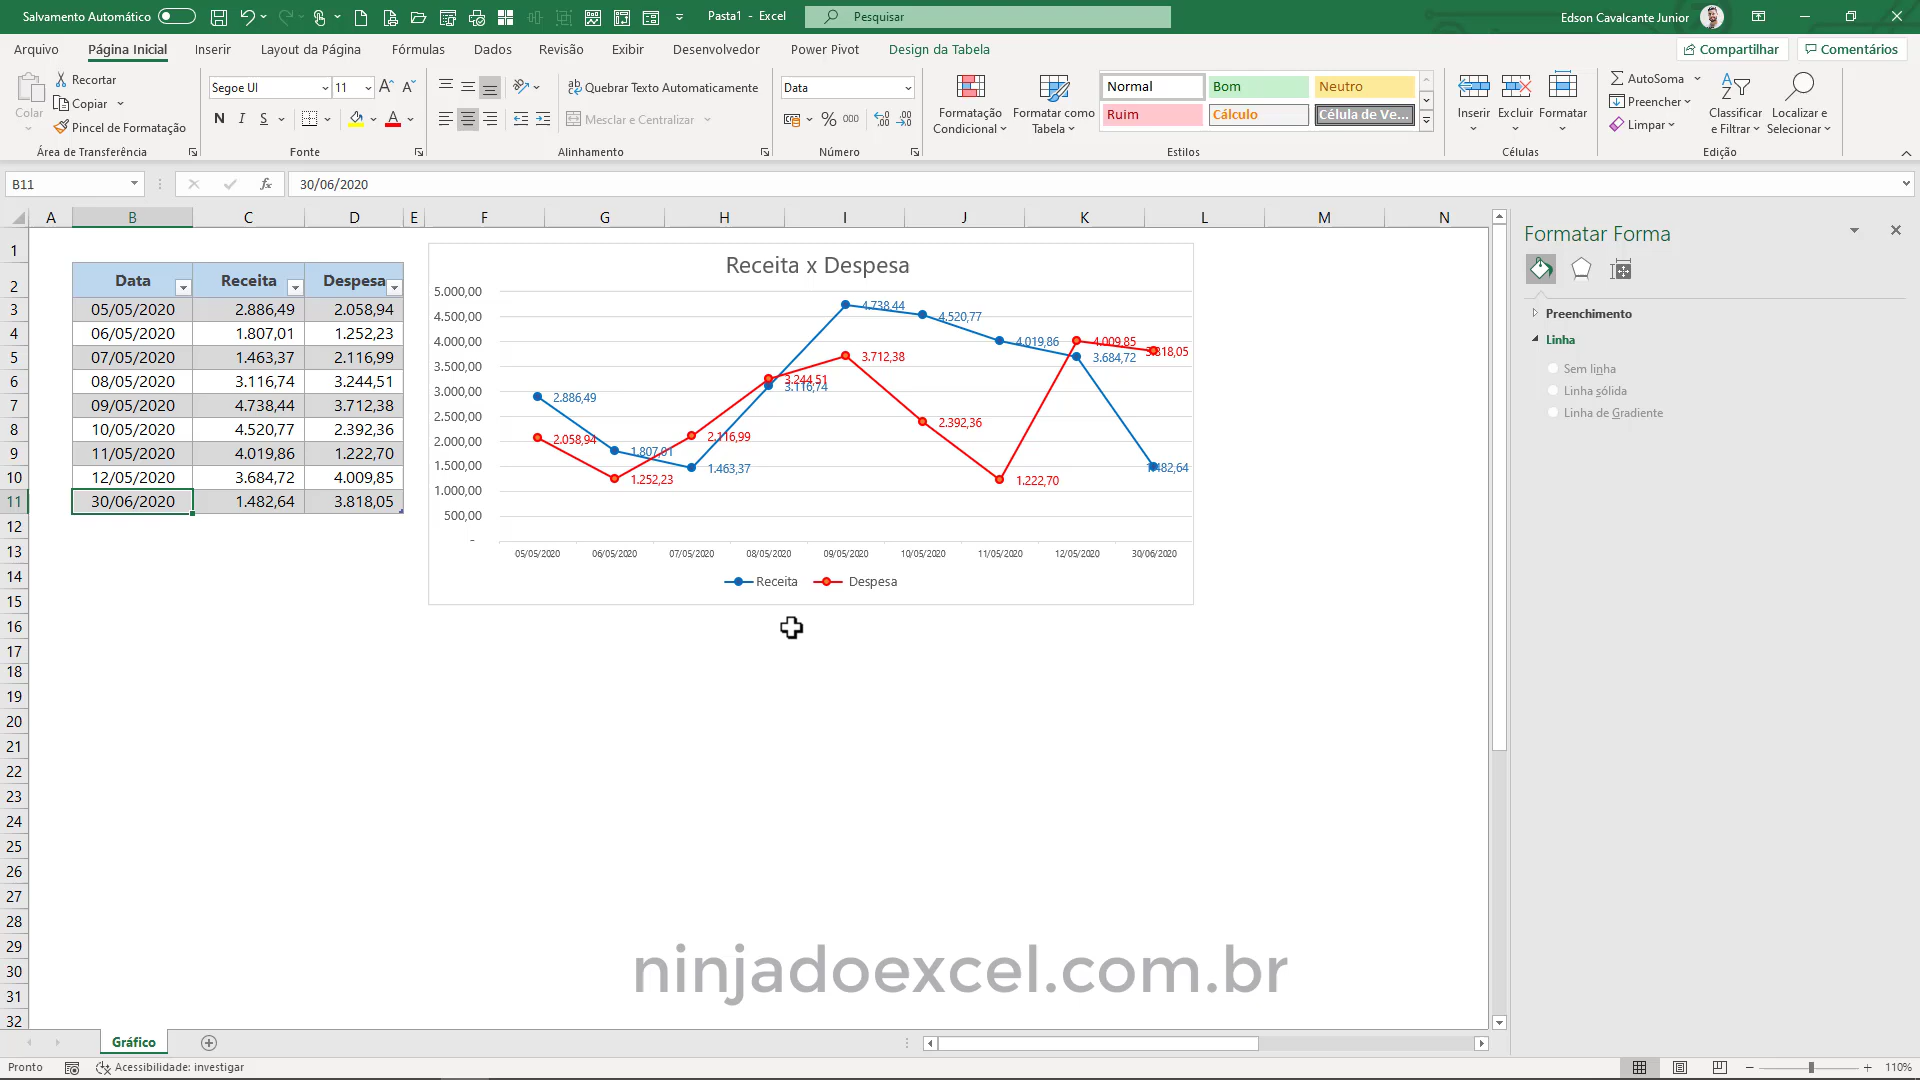 Salvamento Automático
Pasta1 - Excel
Pesquisar
Edson Cavalcante Junior
Arquivo Página Inicial Inserir Layout da Página Fórmulas Dados Revisão Exibir Desenvolvedor Power Pivot Design da Tabela
Compartilhar Comentários
Colar
Recortar
Copiar
Pincel de Formatação
Área de Transferência
Segoe UI 11
N I S
Fonte
Quebrar Texto Automaticamente
Mesclar e Centralizar
Alinhamento
Data
% 000
Número
Formatação Condicional
Formatar como Tabela
Normal Bom Neutro
Ruim Cálculo Célula de Ve...
Estilos
Inserir Excluir Formatar
Células
AutoSoma
Preencher
Limpar
Classificar e Filtrar
Localizar e Selecionar
Edição
B11
fx
30/06/2020
A B C D E F G H I J K L M N
1
2 Data Receita Despesa
3 05/05/2020 2.886,49 2.058,94
4 06/05/2020 1.807,01 1.252,23
5 07/05/2020 1.463,37 2.116,99
6 08/05/2020 3.116,74 3.244,51
7 09/05/2020 4.738,44 3.712,38
8 10/05/2020 4.520,77 2.392,36
9 11/05/2020 4.019,86 1.222,70
10 12/05/2020 3.684,72 4.009,85
11 30/06/2020 1.482,64 3.818,05
12
13
14
15
16
17
18
19
20
21
22
23
24
25
26
27
28
29
30
31
32
Receita x Despesa
5.000,00
4.500,00
4.000,00
3.500,00
3.000,00
2.500,00
2.000,00
1.500,00
1.000,00
500,00
-
2.886,49
1.807,01
1.463,37
3.116,74
4.738,44
4.520,77
4.019,86
3.684,72
1.482,64
2.058,94
1.252,23
2.116,99
3.244,51
3.712,38
2.392,36
1.222,70
4.009,85
3.818,05
05/05/2020 06/05/2020 07/05/2020 08/05/2020 09/05/2020 10/05/2020 11/05/2020 12/05/2020 30/06/2020
Receita Despesa
Formatar Forma
Preenchimento
Linha
Sem linha
Linha sólida
Linha de Gradiente
ninjadoexcel.com.br
Gráfico
Pronto
Acessibilidade: investigar
110%